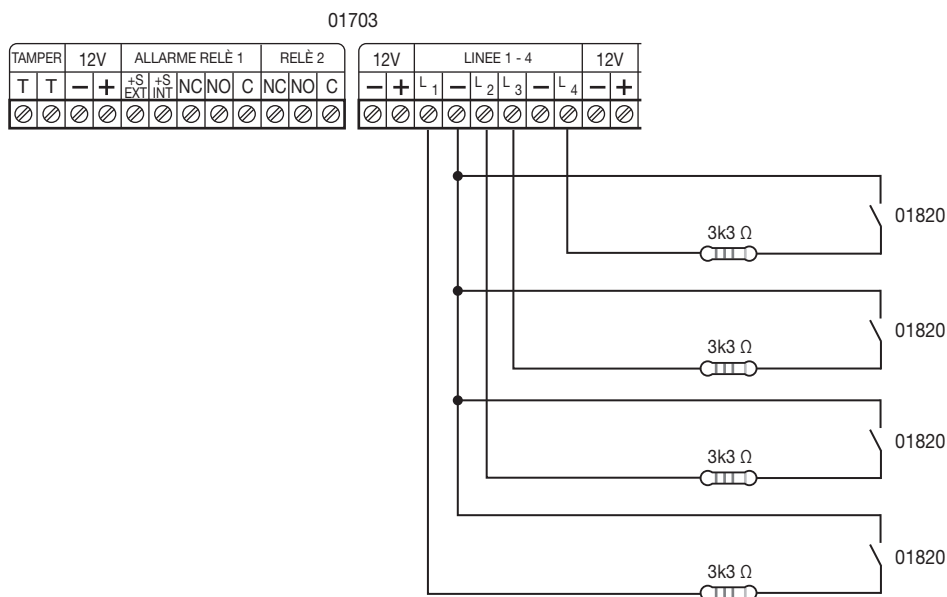 01703
TAMPER 12V ALLARME RELÈ 1 RELÈ 2 12V LINEE 1 - 4 12V
T T − + +S EXT +S INT NC NO C NC NO C − + L 1 − L 2 L 3 − L 4 − +
01820
3k3 Ω
01820
3k3 Ω
01820
3k3 Ω
01820
3k3 Ω